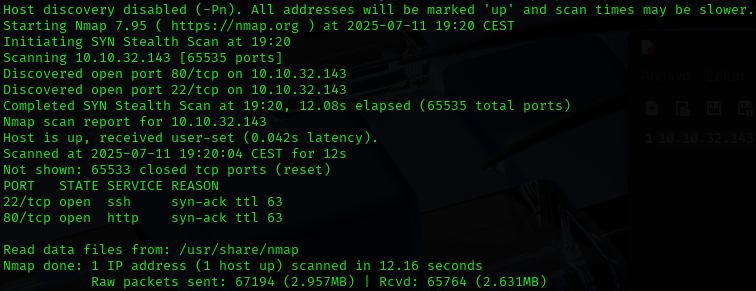 Host discovery disabled (-Pn). All addresses will be marked 'up' and scan times may be slower.
Starting Nmap 7.95 ( https://nmap.org ) at 2025-07-11 19:20 CEST
Initiating SYN Stealth Scan at 19:20
Scanning 10.10.32.143 [65535 ports]
Discovered open port 80/tcp on 10.10.32.143
Discovered open port 22/tcp on 10.10.32.143
Completed SYN Stealth Scan at 19:20, 12.08s elapsed (65535 total ports)
Nmap scan report for 10.10.32.143
Host is up, received user-set (0.042s latency).
Scanned at 2025-07-11 19:20:04 CEST for 12s
Not shown: 65533 closed tcp ports (reset)
PORT   STATE SERVICE REASON
22/tcp open  ssh     syn-ack ttl 63
80/tcp open  http    syn-ack ttl 63
Read data files from: /usr/share/nmap
Nmap done: 1 IP address (1 host up) scanned in 12.16 seconds
           Raw packets sent: 67194 (2.957MB) | Rcvd: 65764 (2.631MB)
1 10.10.32.143